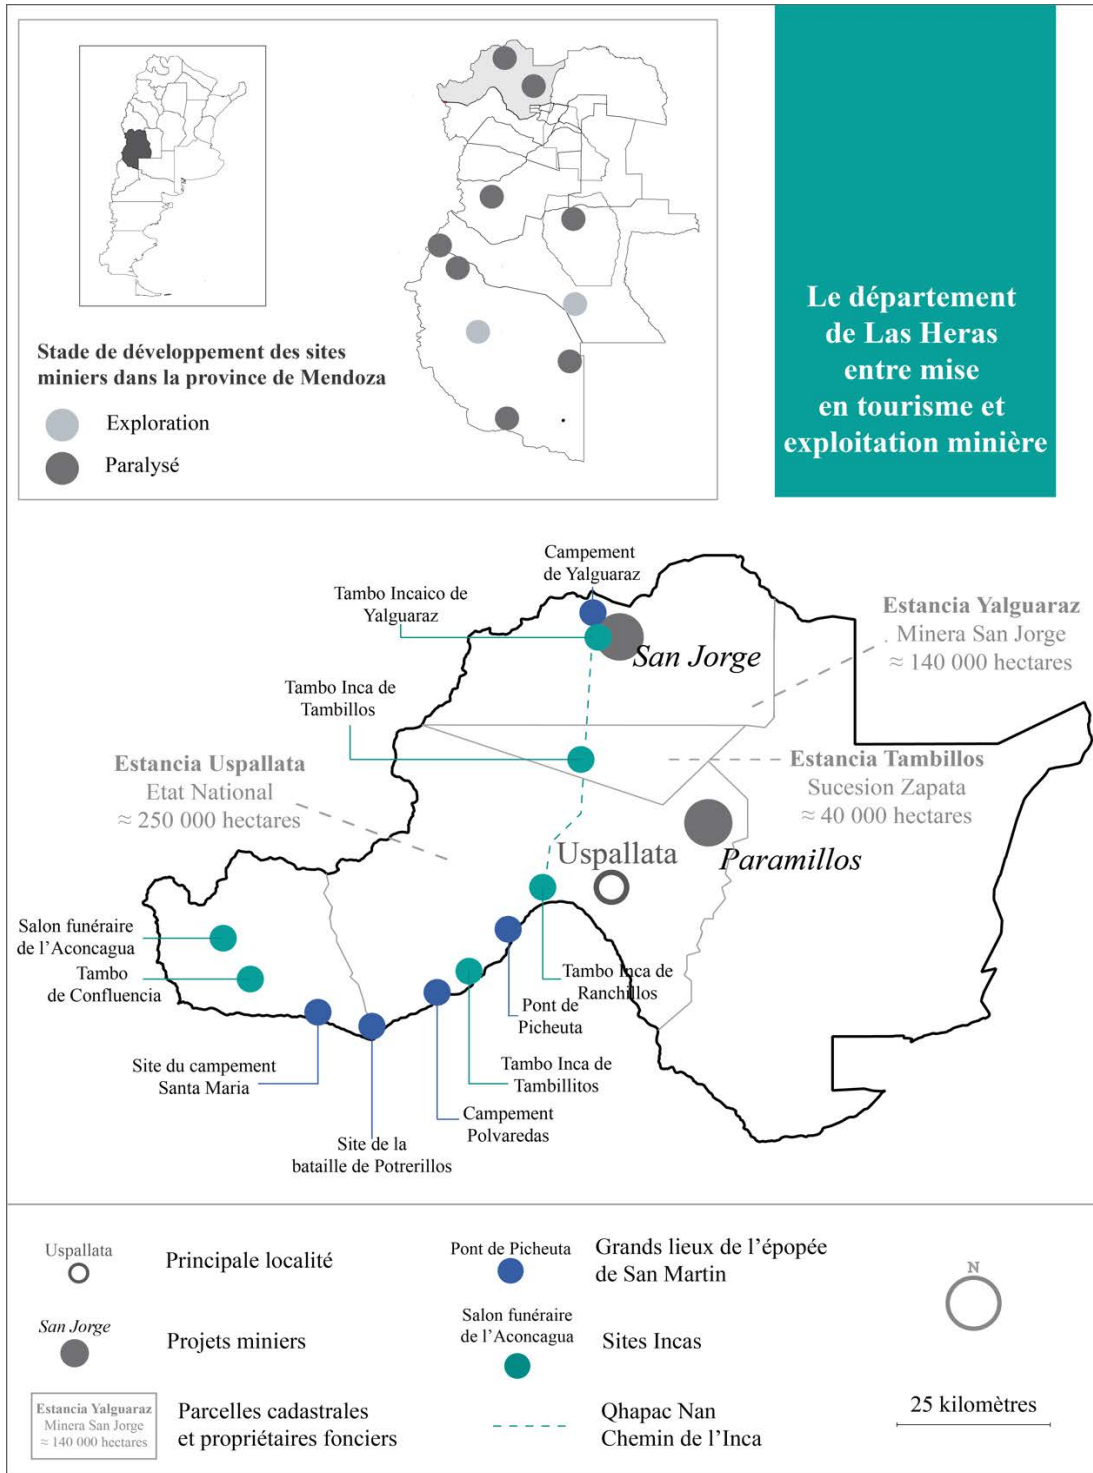 Stade de développement des sites
miniers dans la province de Mendoza
Exploration
Paralysé
Le département
de Las Heras
entre mise
en tourisme et
exploitation minière
Campement
de Yalguaraz
Tambo Incaico de
Yalguaraz
San Jorge
Estancia Yalguaraz
Minera San Jorge
≈ 140 000 hectares
Tambo Inca de
Tambillos
Estancia Uspallata
Etat National
≈ 250 000 hectares
Estancia Tambillos
Sucesion Zapata
≈ 40 000 hectares
Uspallata
Paramillos
Salon funéraire
de l'Aconcagua
Tambo
de Confluencia
Tambo Inca de
Ranchillos
Pont de
Picheuta
Site du campement
Santa Maria
Tambo Inca de
Tambillitos
Campement
Polvaredas
Site de la
bataille de Potrerillos
Uspallata
Principale localité
San Jorge
Projets miniers
Estancia Yalguaraz
Minera San Jorge
≈ 140 000 hectares
Parcelles cadastrales
et propriétaires fonciers
Pont de Picheuta
Grands lieux de l'épopée
de San Martin
Salon funéraire
de l'Aconcagua
Sites Incas
Qhapac Nan
Chemin de l'Inca
N
25 kilomètres